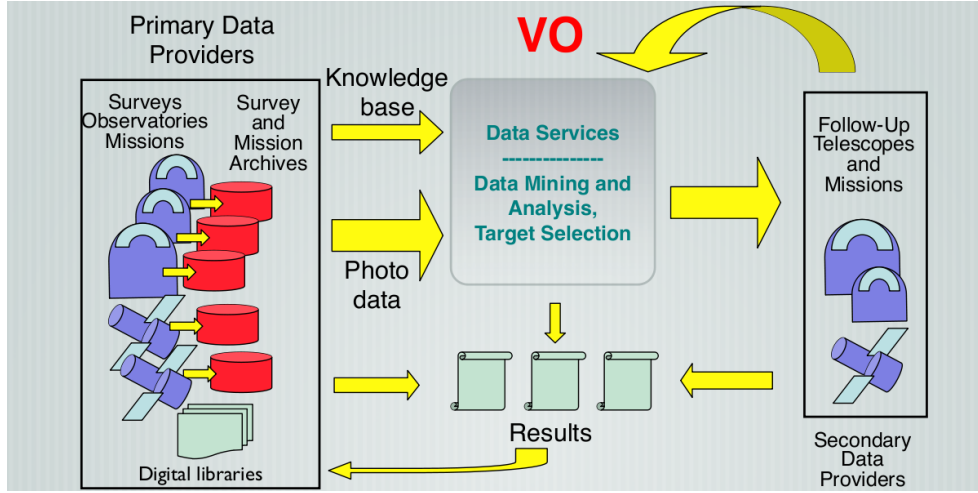 Primary Data
Providers
Surveys
Observatories
Missions
Survey
and
Mission
Archives
Digital libraries
Knowledge
base
Photo
data
VO
Data Services
---------------
Data Mining and
Analysis,
Target Selection
Results
Follow-Up
Telescopes
and
Missions
Secondary
Data
Providers